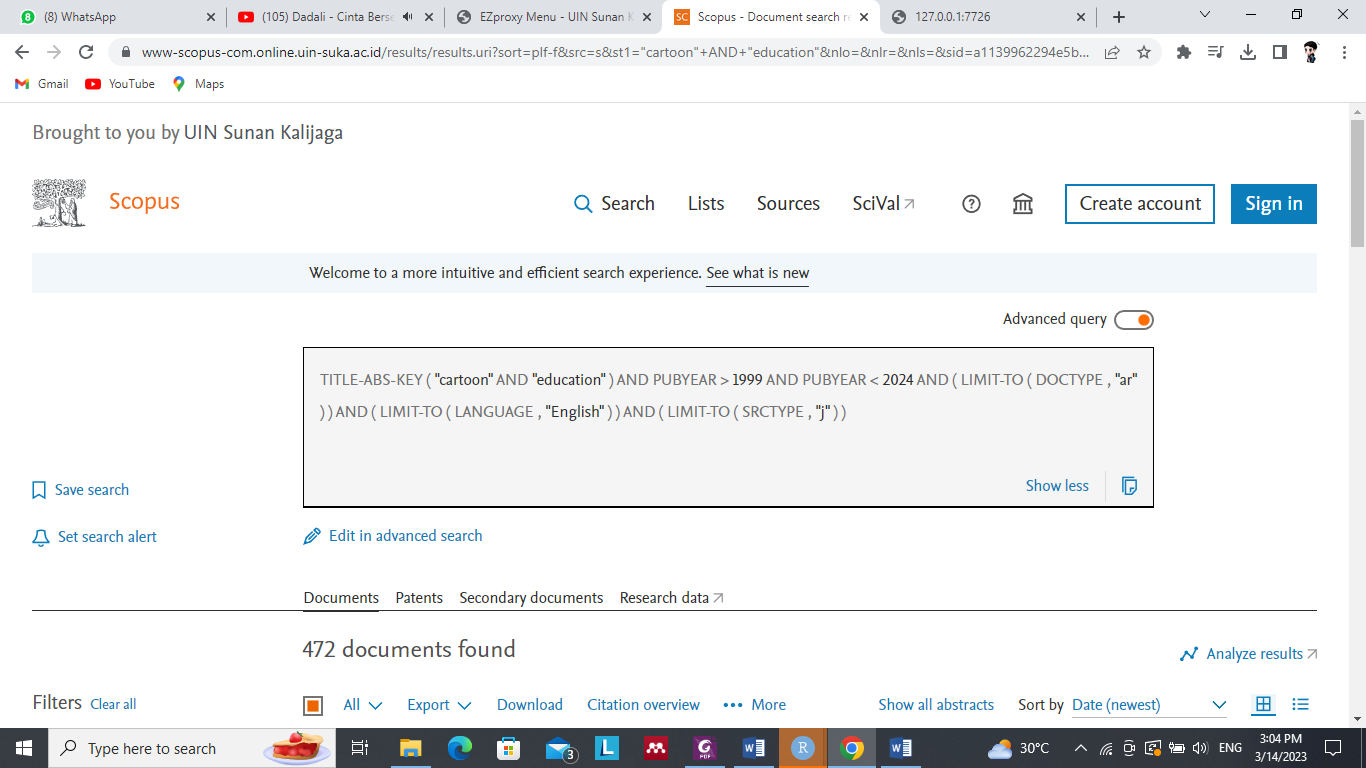 (8) WhatsApp
(105) Dadali - Cinta Berse
EZproxy Menu - UIN Sunan K
SC Scopus - Document search re
127.0.0.1:7726
www-scopus-com.online.uin-suka.ac.id/results/results.uri?sort=plf-f&src=s&st1="cartoon"+AND+"education"&nlo=&nlr=&nls=&sid=a1139962294e5b...
Gmail YouTube Maps
Brought to you by UIN Sunan Kalijaga
Scopus
Search Lists Sources SciVal Create account Sign in
Welcome to a more intuitive and efficient search experience. See what is new
Advanced query
TITLE-ABS-KEY ( "cartoon" AND "education" ) AND PUBYEAR > 1999 AND PUBYEAR < 2024 AND ( LIMIT-TO ( DOCTYPE , "ar"
) ) AND ( LIMIT-TO ( LANGUAGE , "English" ) ) AND ( LIMIT-TO ( SRCTYPE , "j" ) )
Show less
Save search
Set search alert
Edit in advanced search
Documents Patents Secondary documents Research data
472 documents found
Analyze results
Filters Clear all
All Export Download Citation overview ••• More Show all abstracts Sort by Date (newest)
Type here to search
3
L
PDF
W
R
W
30°C
ENG
3:04 PM
3/14/2023